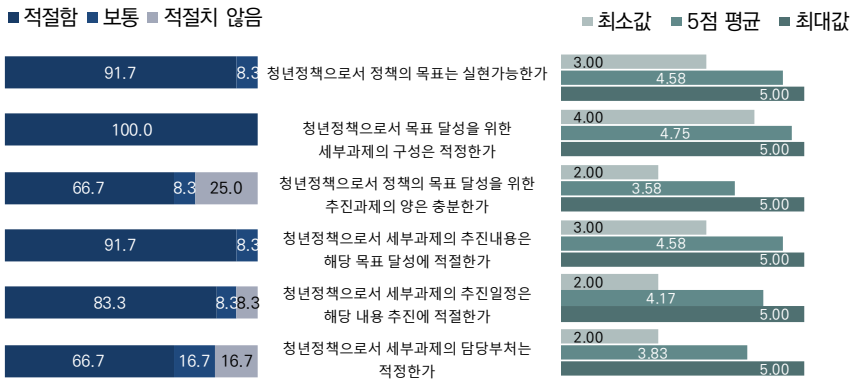 적절함 보통 적절치 않음
최소값 5점 평균 최대값
91.7 8.3
청년정책으로서 정책의 목표는 실현가능한가
3.00
4.58
5.00
100.0
청년정책으로서 목표 달성을 위한
세부과제의 구성은 적정한가
4.00
4.75
5.00
66.7 8.3 25.0
청년정책으로서 정책의 목표 달성을 위한
추진과제의 양은 충분한가
2.00
3.58
5.00
91.7 8.3
청년정책으로서 세부과제의 추진내용은
해당 목표 달성에 적절한가
3.00
4.58
5.00
83.3 8.3 8.3
청년정책으로서 세부과제의 추진일정은
해당 내용 추진에 적절한가
2.00
4.17
5.00
66.7 16.7 16.7
청년정책으로서 세부과제의 담당부처는
적정한가
2.00
3.83
5.00